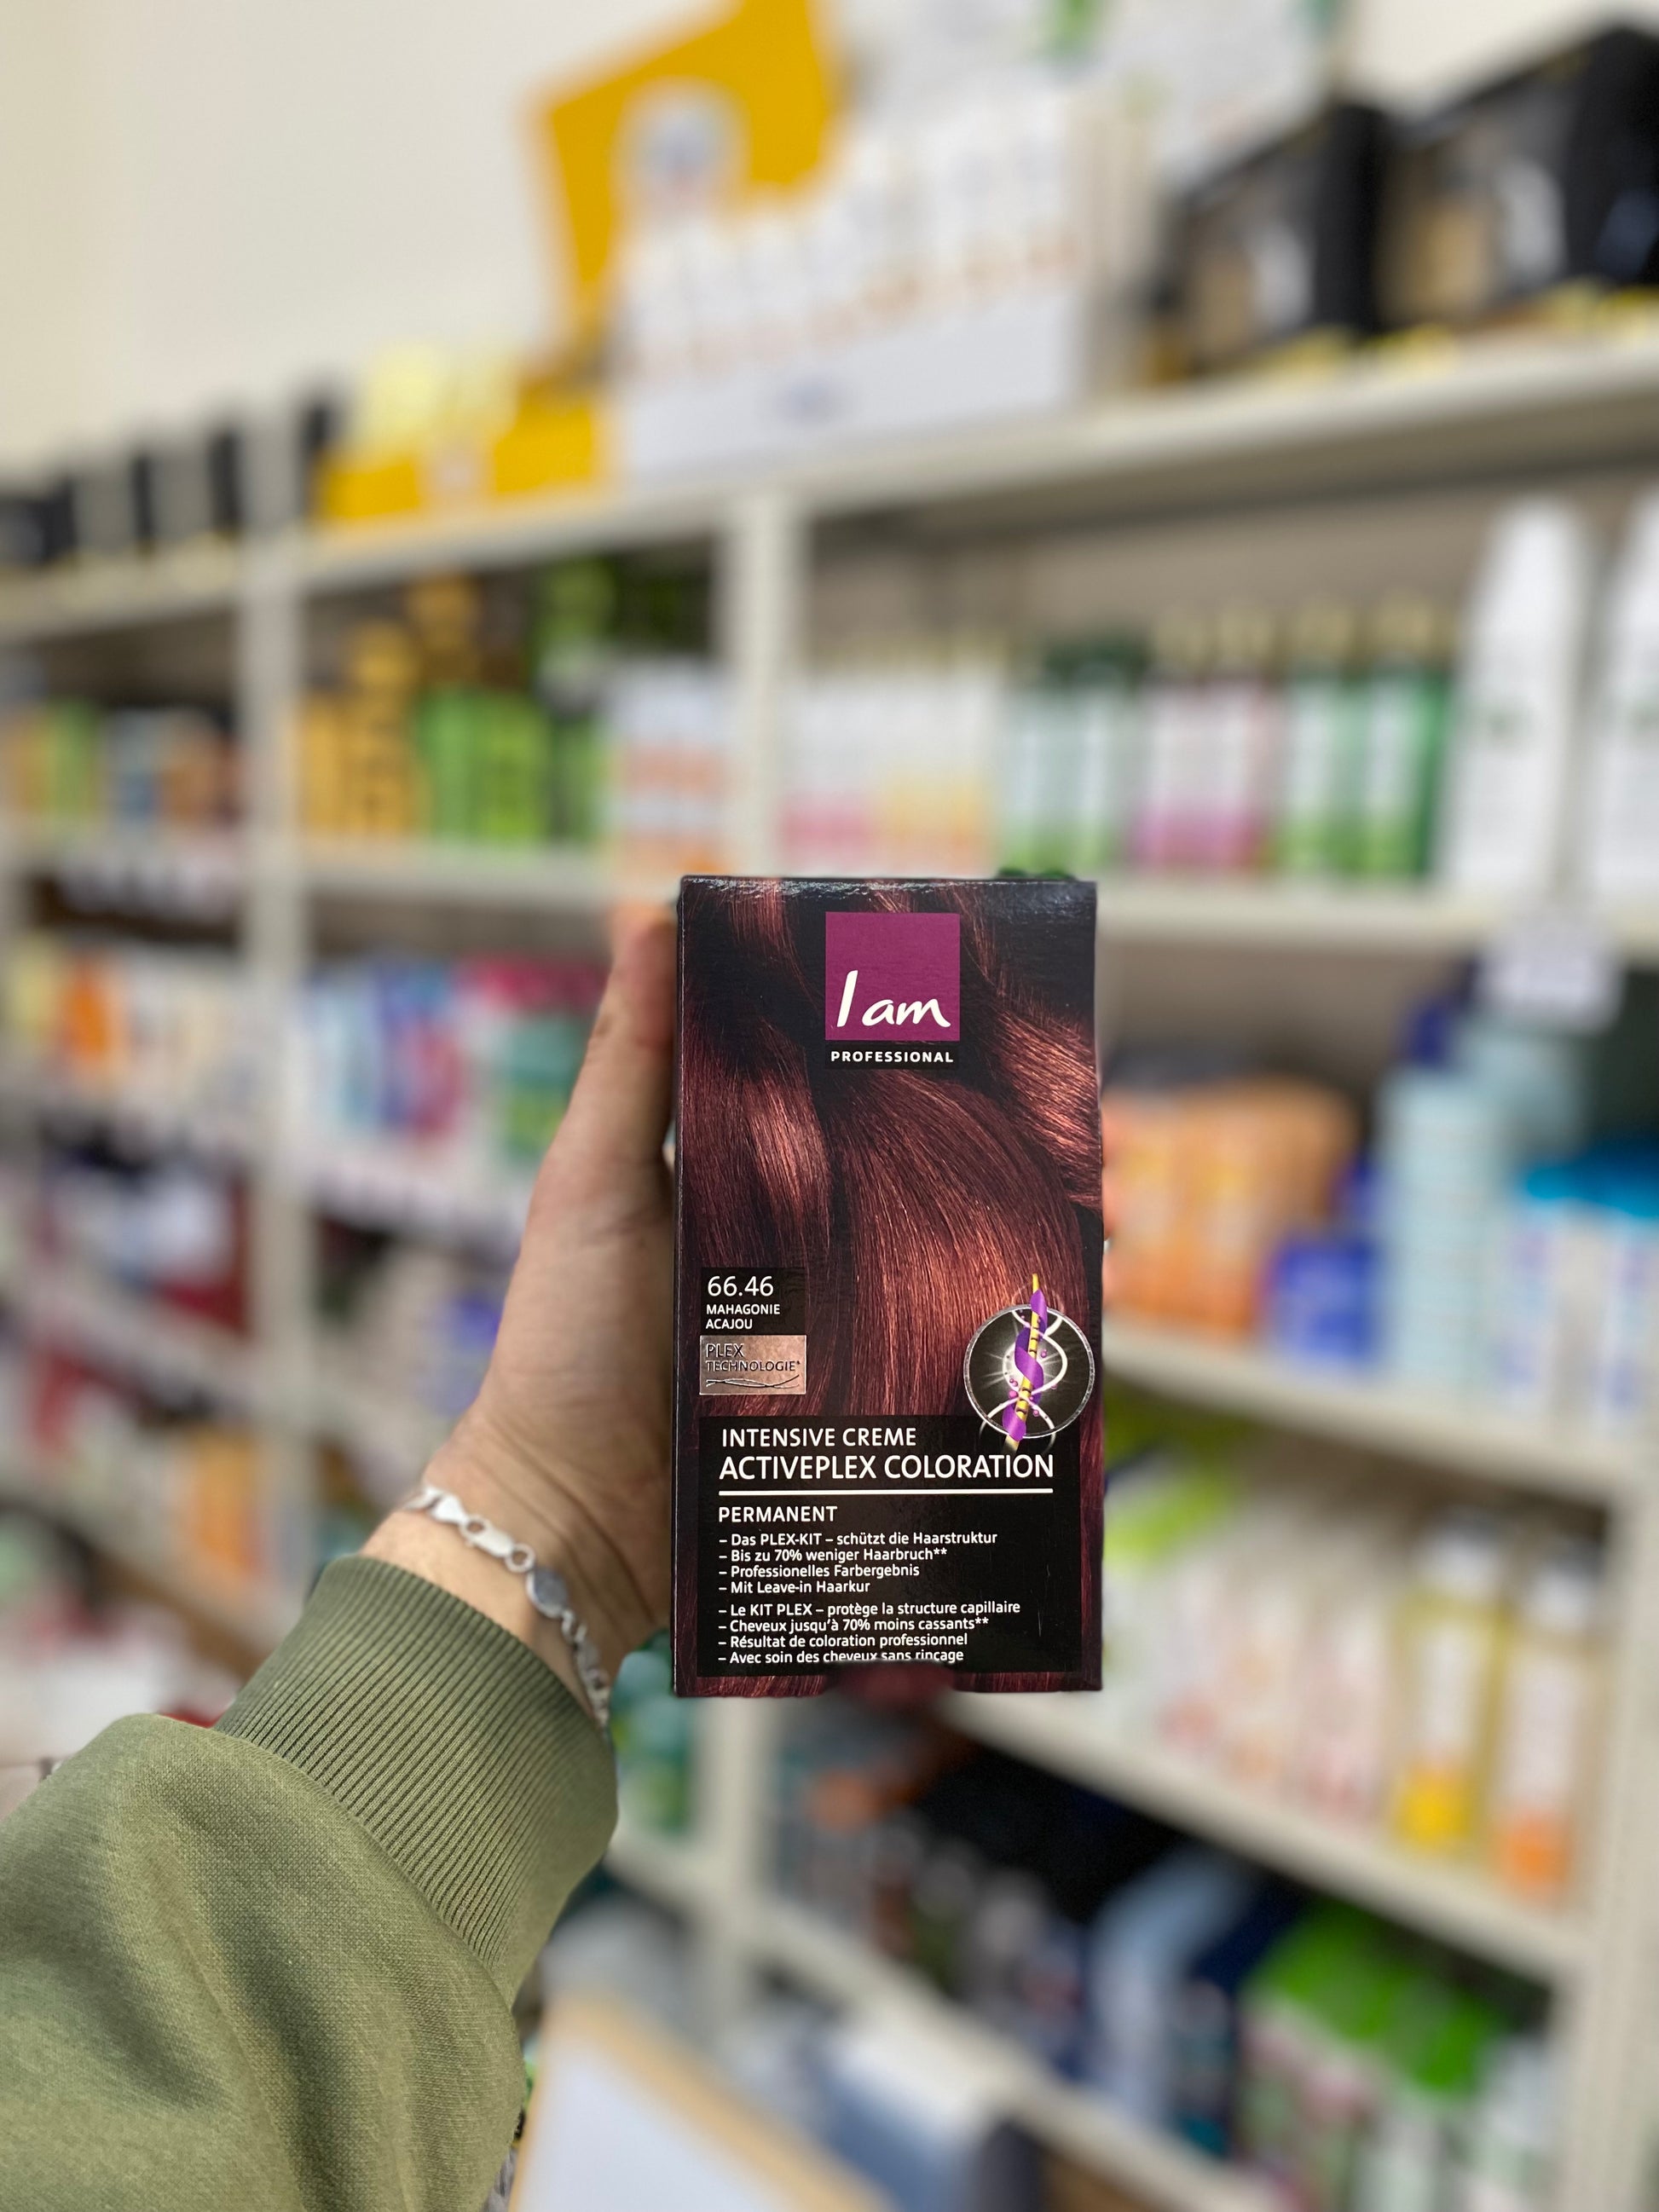 I am
PROFESSIONAL
66.46
MAHAGONIE
ACAJOU
PLEX
TECHNOLOGIE*
INTENSIVE CREME
ACTIVEPLEX COLORATION
PERMANENT
– Das PLEX-KIT – schützt die Haarstruktur
– Bis zu 70% weniger Haarbruch**
– Professionelles Farbergebnis
– Mit Leave-in Haarkur
– Le KIT PLEX – protège la structure capillaire
– Cheveux jusqu'à 70% moins cassants**
– Résultat de coloration professionnel
– Avec soin des cheveux sans rinçage